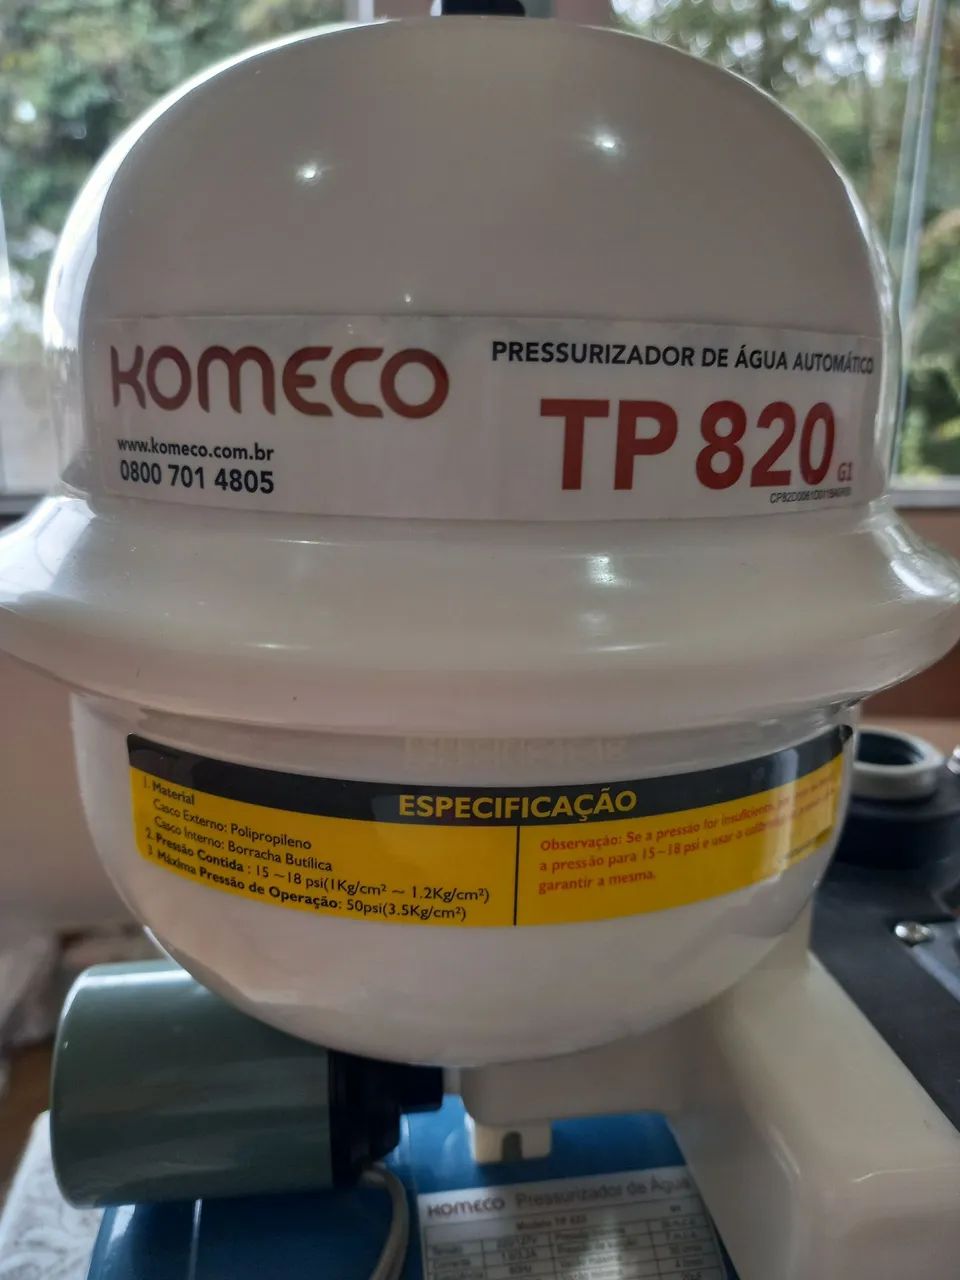 KOMECO
www.komeco.com.br
0800 701 4805
PRESSURIZADOR DE ÁGUA AUTOMÁTICO
TP 820 G1
ESPECIFICAÇÃO
1. Material
Casco Externo: Polipropileno
Casco Interno: Borracha Butílica
2. Pressão Contida : 15 ~ 18 psi(1Kg/cm² ~ 1.2Kg/cm²)
3. Máxima Pressão de Operação: 50psi(3.5Kg/cm²)
Observação: Se a pressão for insuficiente,
a pressão para 15~18 psi e usar o
garantir a mesma.
KOMECO Pressurizador de Água
Modelo TP 820